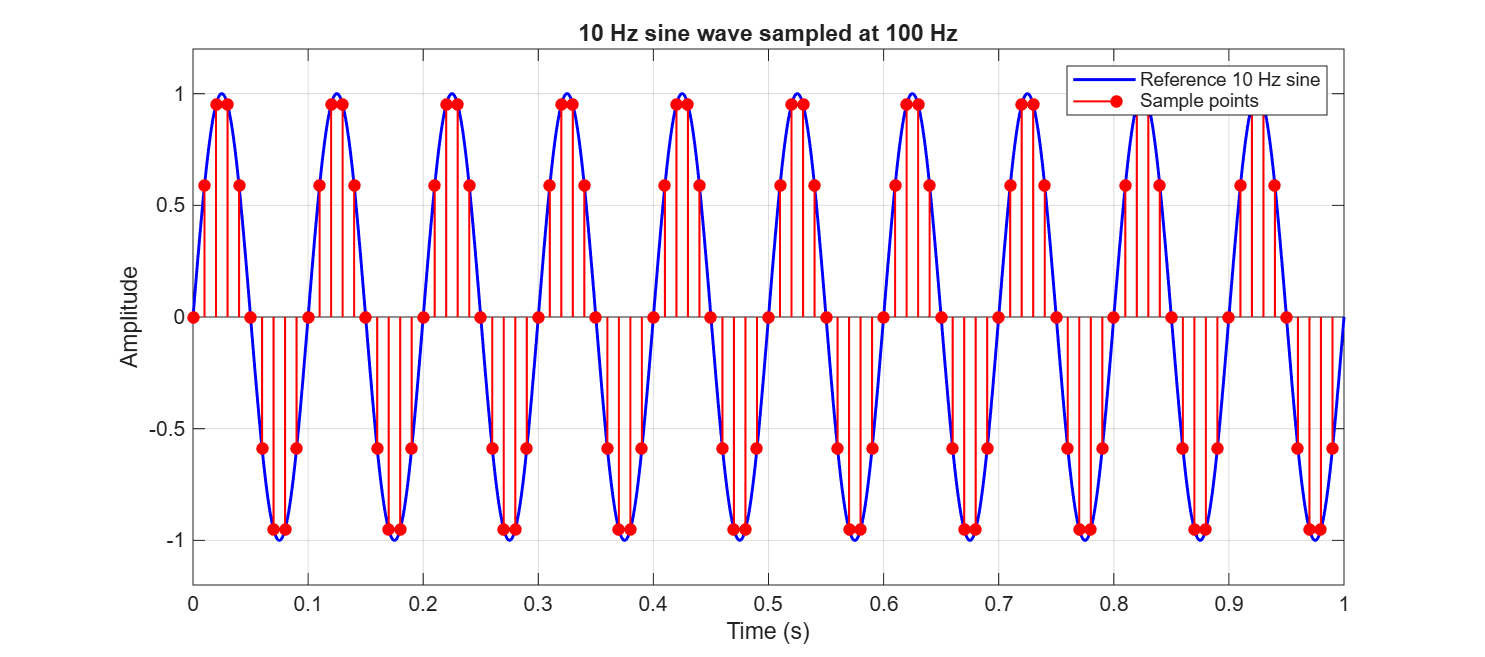 10 Hz sine wave sampled at 100 Hz
Reference 10 Hz sine
Sample points
1
0.5
0
-0.5
-1
Amplitude
0 0.1 0.2 0.3 0.4 0.5 0.6 0.7 0.8 0.9 1
Time (s)